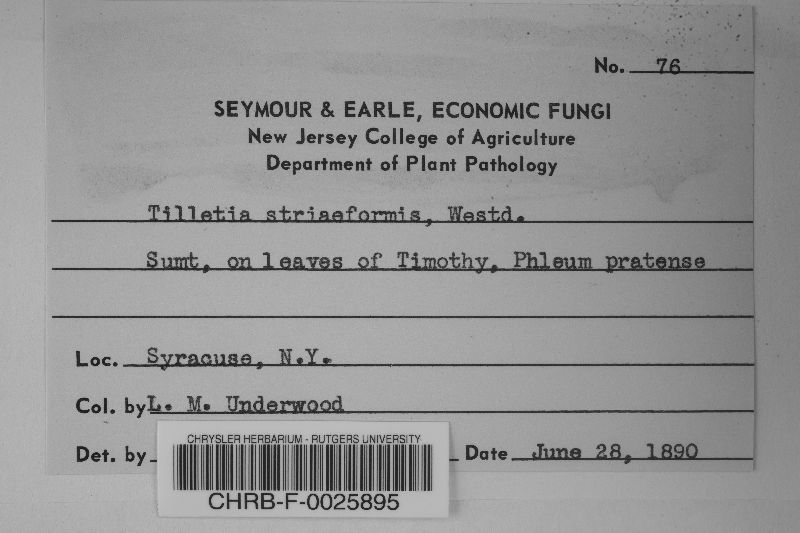 No. 76
SEYMOUR & EARLE, ECONOMIC FUNGI
New Jersey College of Agriculture
Department of Plant Pathology
Tilletia striaeformis, Westd.
Sumt, on leaves of Timothy, Phleum pratense
Loc. Syracuse, N.Y.
Col. by L. M. Underwood
Det. by
Date June 28, 1890
CHRYSLER HERBARIUM - RUTGERS UNIVERSITY
CHRB-F-0025895